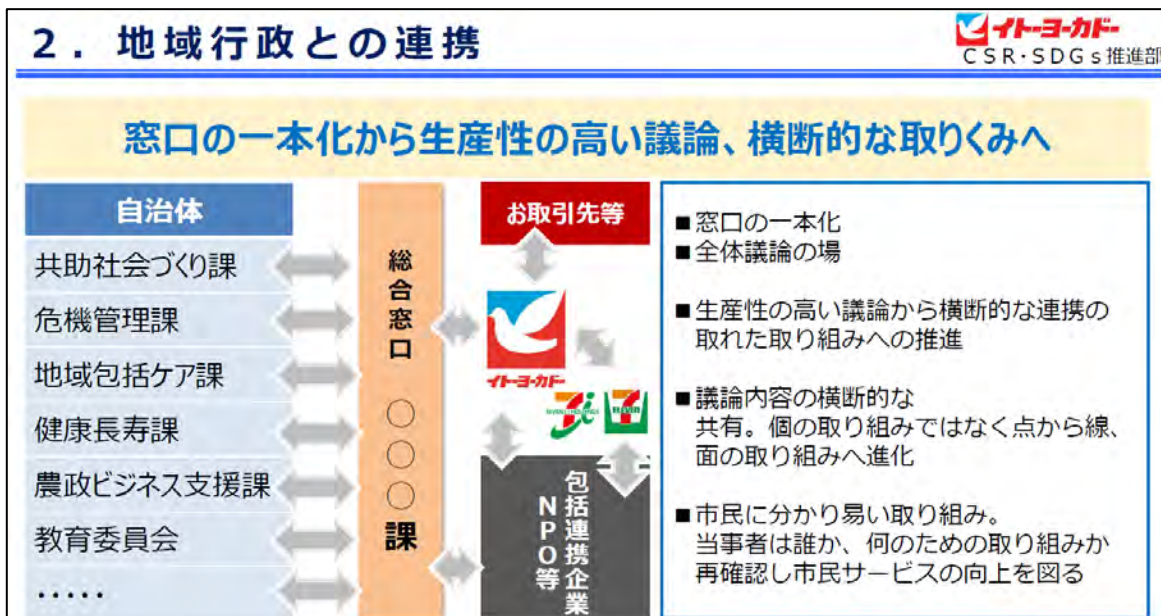 2．地域行政との連携
イトーヨーカドー
CSR・SDGs推進部
窓口の一本化から生産性の高い議論、横断的な取りくみへ
自治体
共助社会づくり課
危機管理課
地域包括ケア課
健康長寿課
農政ビジネス支援課
教育委員会
・・・・・
総合窓口 〇〇〇課
お取引先等
イトーヨーカドー
包括連携企業
NPO等
■窓口の一本化
■全体議論の場
■生産性の高い議論から横断的な連携の
取れた取り組みへの推進
■議論内容の横断的な
共有。個の取り組みではなく点から線、
面の取り組みへ進化
■市民に分かり易い取り組み。
当事者は誰か、何のための取り組みか
再確認し市民サービスの向上を図る